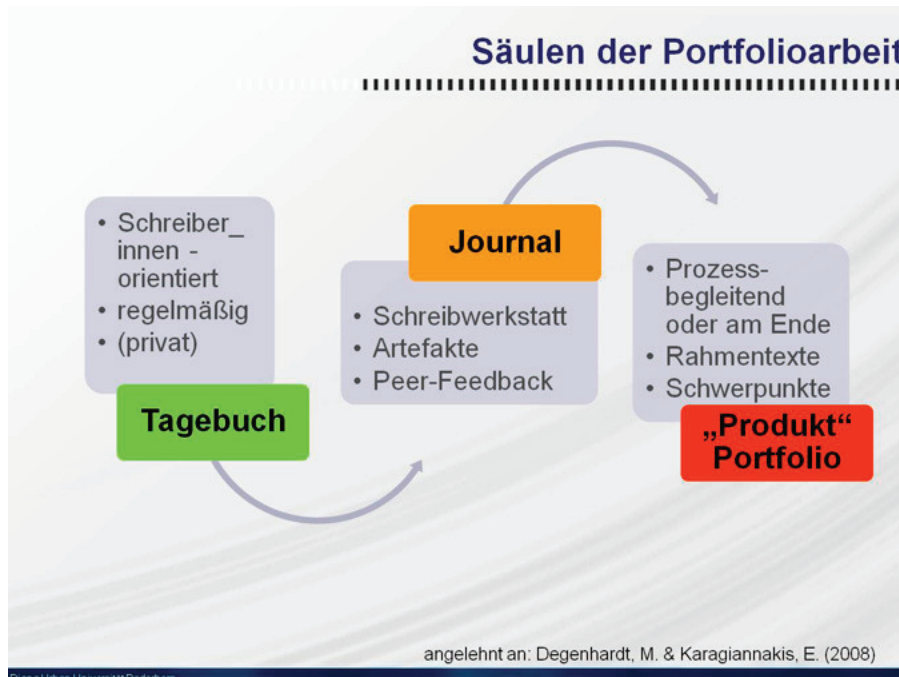 Säulen der Portfolioarbeit
• Schreiber_
innen -
orientiert
• regelmäßig
• (privat)
Tagebuch
Journal
• Schreibwerkstatt
• Artefakte
• Peer-Feedback
• Prozess-
begleitend
oder am Ende
• Rahmentexte
• Schwerpunkte
„Produkt“
Portfolio
angelehnt an: Degenhardt, M. & Karagiannakis, E. (2008)